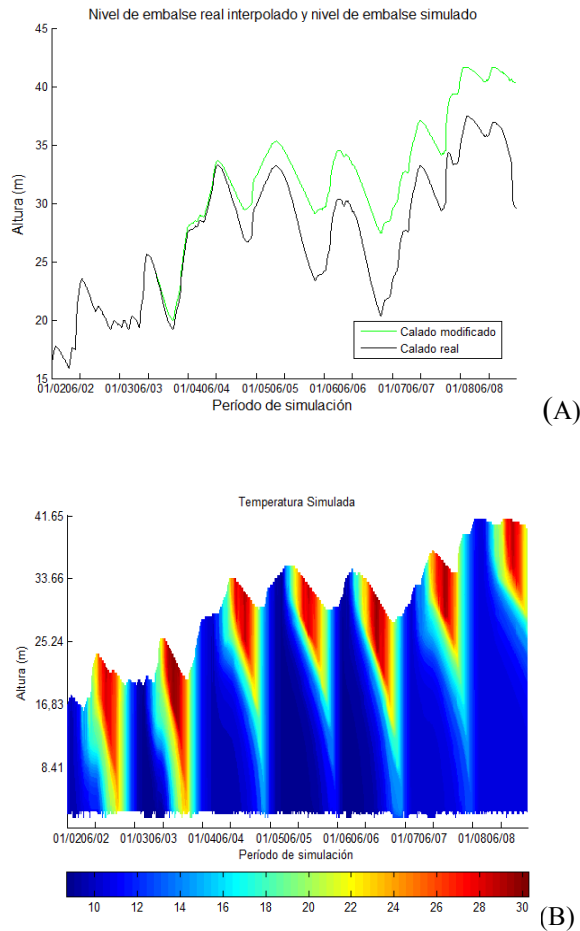 Nivel de embalse real interpolado y nivel de embalse simulado
45
40
35
30
25
20
15
Altura (m)
Calado modificado
Calado real
01/0206/02 01/0306/03 01/0406/04 01/0506/05 01/0606/06 01/0706/07 01/0806/08
Período de simulación
(A)
Temperatura Simulada
41.65
33.66
25.24
16.83
8.41
Altura (m)
01/0206/02 01/0306/03 01/0406/04 01/0506/05 01/0606/06 01/0706/07 01/0806/08
Período de simulación
10 12 14 16 18 20 22 24 26 28 30
(B)